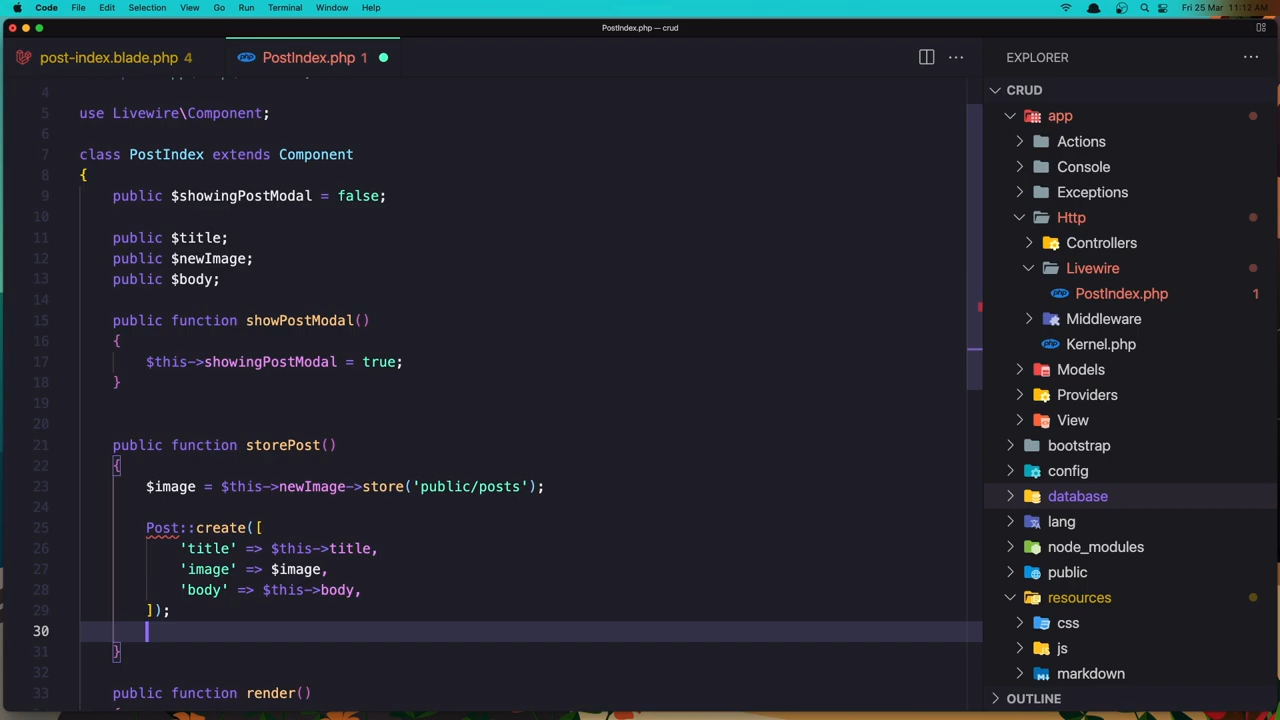 Code File Edit Selection View Go Run Terminal Window Help Fri 25 Mar 11:12 AM
PostIndex.php — crud
post-index.blade.php 4 PostIndex.php 1
EXPLORER
CRUD
4
5 use Livewire\Component;
6
7 class PostIndex extends Component
8 {
9 public $showingPostModal = false;
10
11 public $title;
12 public $newImage;
13 public $body;
14
15 public function showPostModal()
16 {
17 $this->showingPostModal = true;
18 }
19
20
21 public function storePost()
22 {
23 $image = $this->newImage->store('public/posts');
24
25 Post::create([
26 'title' => $this->title,
27 'image' => $image,
28 'body' => $this->body,
29 ]);
30
31 }
32
33 public function render()
app
Actions
Console
Exceptions
Http
Controllers
Livewire
PostIndex.php 1
Middleware
Kernel.php
Models
Providers
View
bootstrap
config
database
lang
node_modules
public
resources
css
js
markdown
OUTLINE